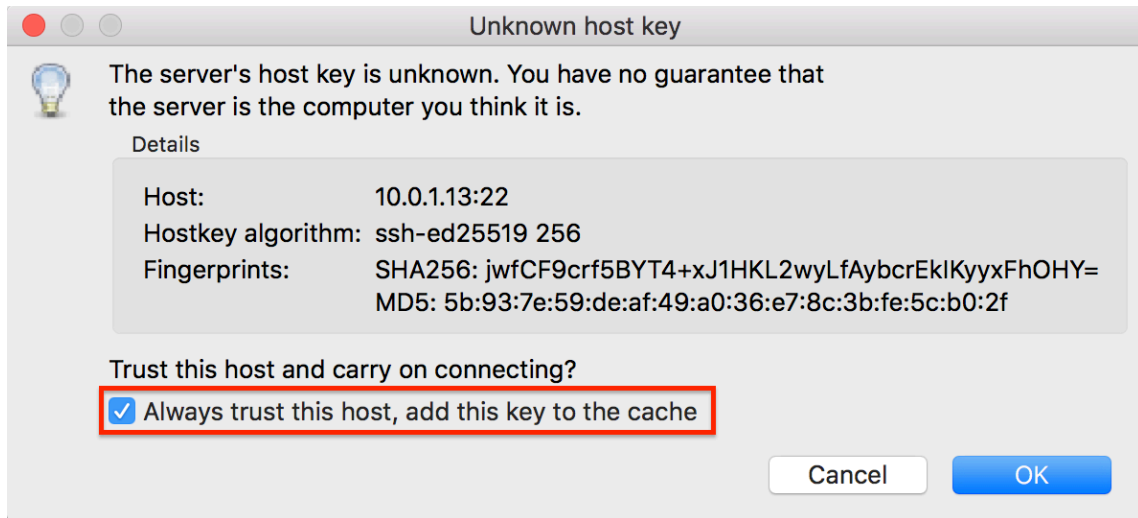 Unknown host key
The server's host key is unknown. You have no guarantee that
the server is the computer you think it is.
Details
Host: 10.0.1.13:22
Hostkey algorithm: ssh-ed25519 256
Fingerprints: SHA256: jwfCF9crf5BYT4+xJ1HKL2wyLfAybcrEkIKyyxFhOHY=
MD5: 5b:93:7e:59:de:af:49:a0:36:e7:8c:3b:fe:5c:b0:2f
Trust this host and carry on connecting?
Always trust this host, add this key to the cache
Cancel OK